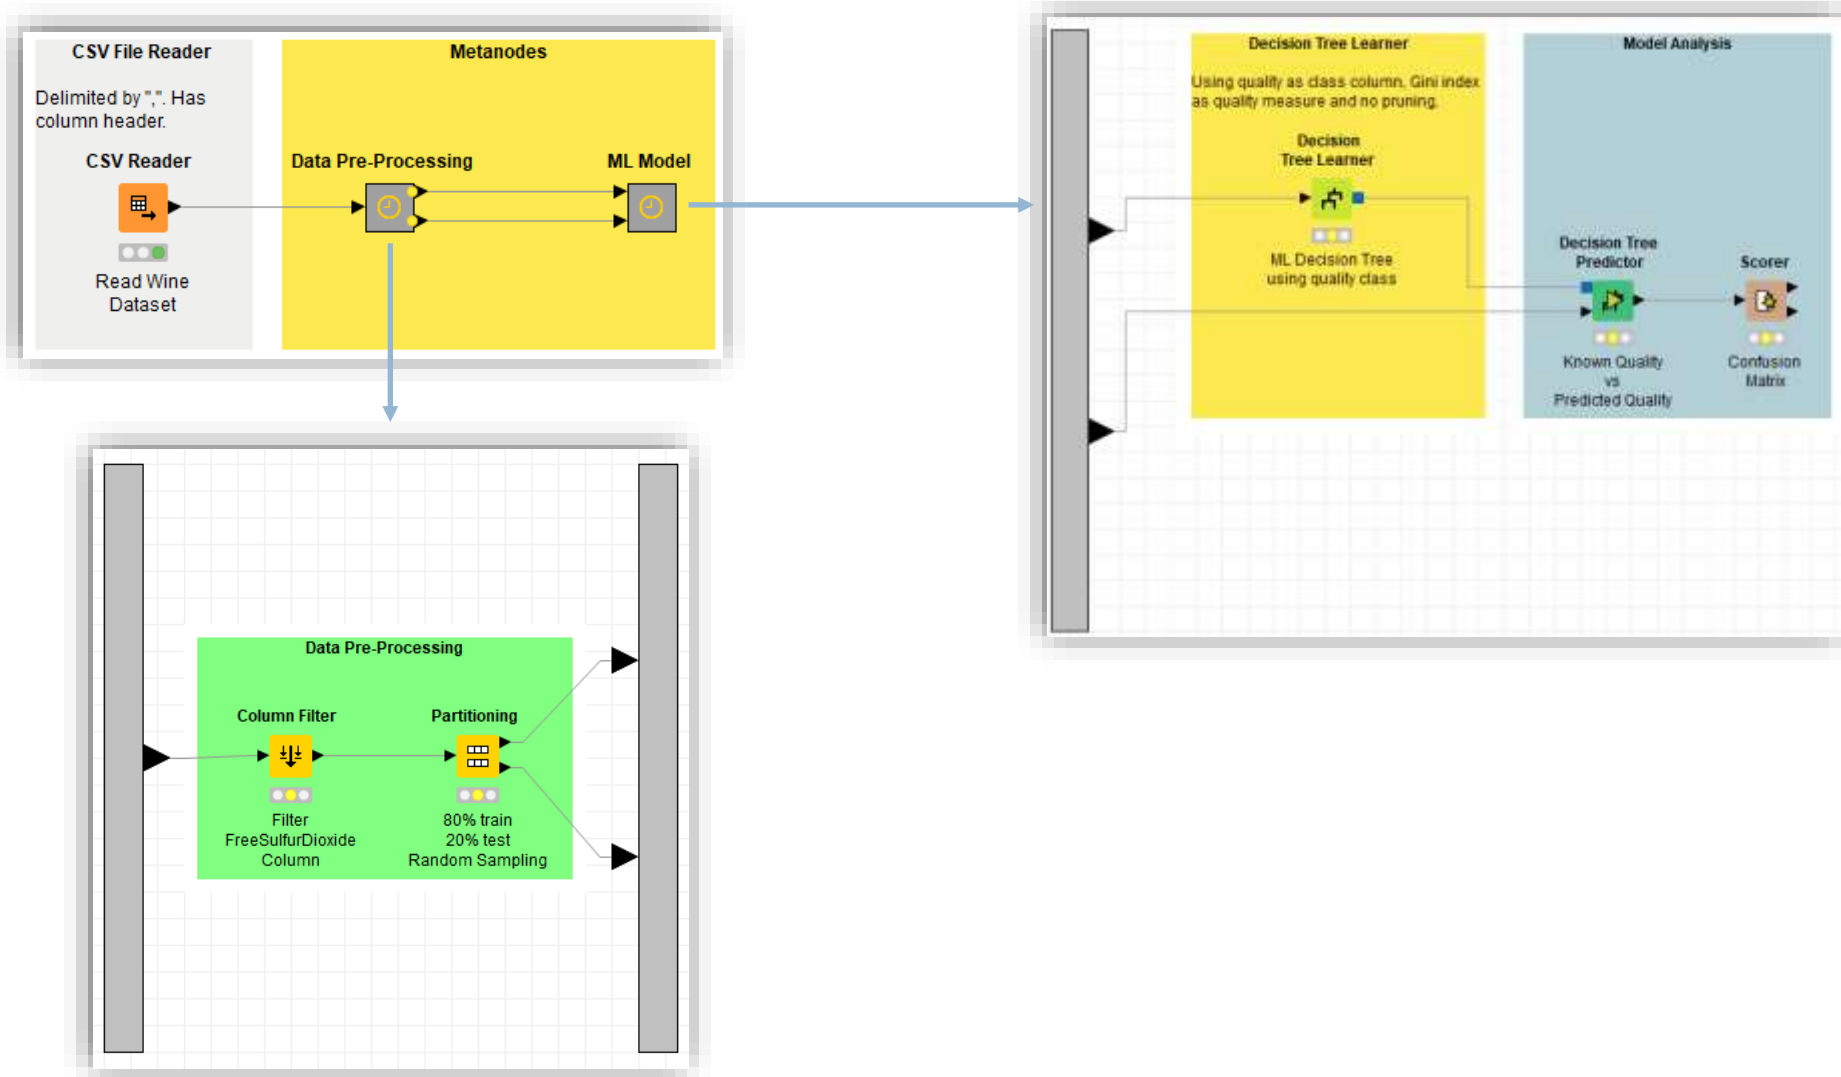 CSV File Reader
Delimited by ",". Has
column header.
CSV Reader
Read Wine
Dataset
Metanodes
Data Pre-Processing
ML Model
Decision Tree Learner
Using quality as class column, Gini index
as quality measure and no pruning.
Decision
Tree Learner
ML Decision Tree
using quality class
Model Analysis
Decision Tree
Predictor
Known Quality
vs
Predicted Quality
Scorer
Confusion
Matrix
Data Pre-Processing
Column Filter
Filter
FreeSulfurDioxide
Column
Partitioning
80% train
20% test
Random Sampling